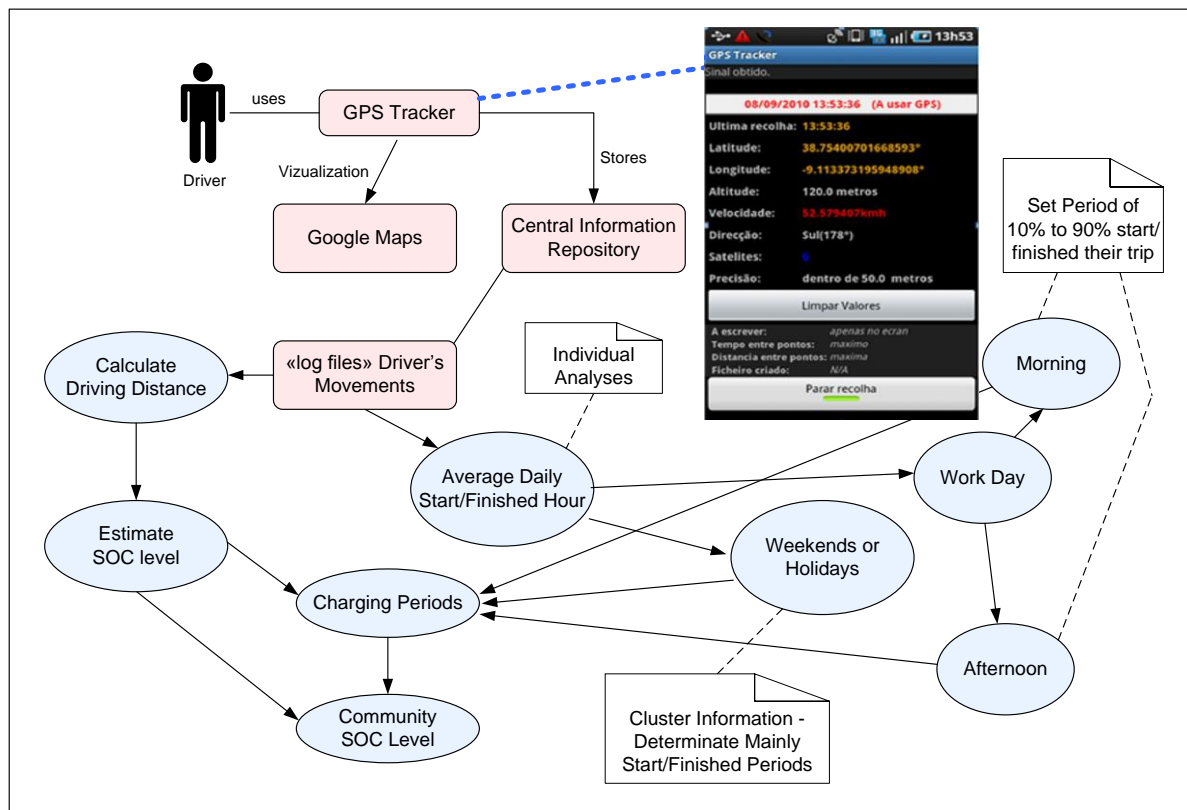 13h53
GPS Tracker
Sinal obtido.
08/09/2010 13:53:36 (A usar GPS)
Ultima recolha: 13:53:36
Latitude: 38.75400701668593°
Longitude: -9.113373195948908°
Altitude: 120.0 metros
Velocidade: 52.579407kmh
Direcção: Sul(178°)
Satelites: 6
Precisão: dentro de 50.0 metros
Limpar Valores
A escrever: apenas no ecran
Tempo entre pontos: maximo
Distancia entre pontos: maxima
Ficheiro criado: N/A
Parar recolha
uses
GPS Tracker
Driver
Vizualization
Stores
Google Maps
Central Information
Repository
Set Period of
10% to 90% start/
finished their trip
Calculate
Driving Distance
«log files» Driver's
Movements
Individual
Analyses
Morning
Average Daily
Start/Finished Hour
Work Day
Estimate
SOC level
Weekends or
Holidays
Charging Periods
Afternoon
Community
SOC Level
Cluster Information -
Determinate Mainly
Start/Finished Periods